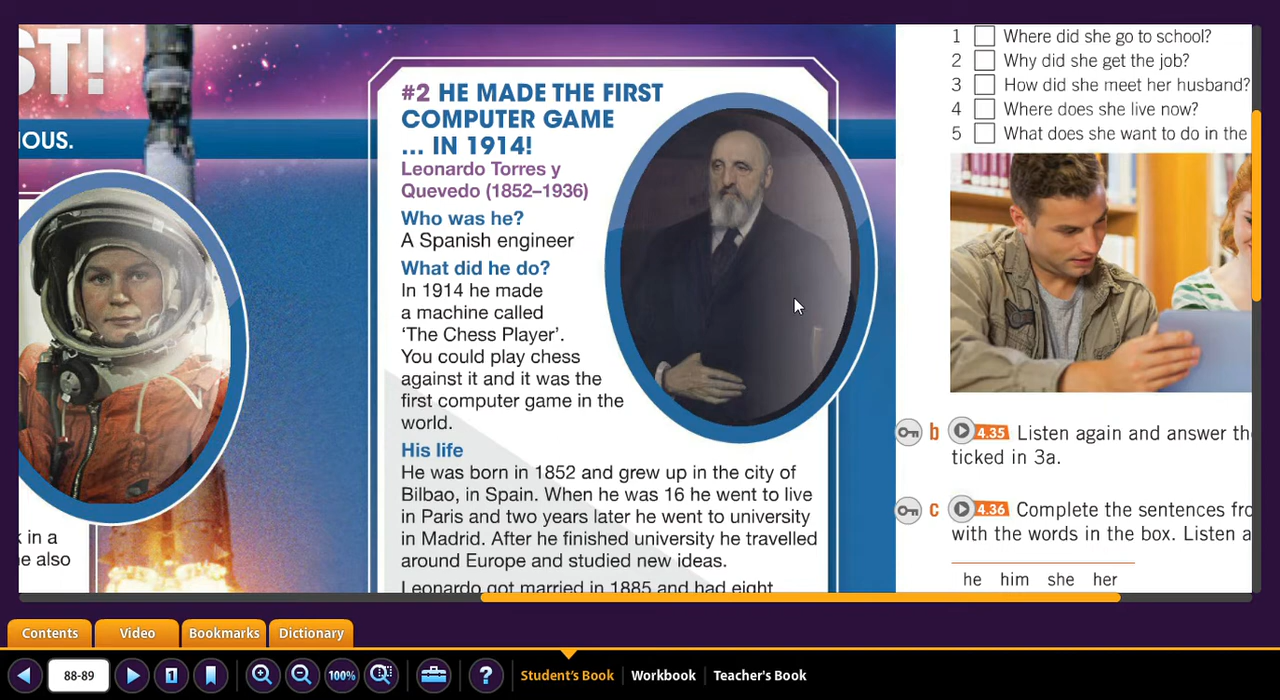 ST!
IOUS.
#2 HE MADE THE FIRST
COMPUTER GAME
... IN 1914!
Leonardo Torres y
Quevedo (1852–1936)
Who was he?
A Spanish engineer
What did he do?
In 1914 he made
a machine called
‘The Chess Player’.
You could play chess
against it and it was the
first computer game in the
world.
His life
He was born in 1852 and grew up in the city of
Bilbao, in Spain. When he was 16 he went to live
in Paris and two years later he went to university
in Madrid. After he finished university he travelled
around Europe and studied new ideas.
Leonardo got married in 1885 and had eight
k in a
he also
1 Where did she go to school?
2 Why did she get the job?
3 How did she meet her husband?
4 Where does she live now?
5 What does she want to do in the
b 4.35 Listen again and answer th
ticked in 3a.
c 4.36 Complete the sentences fro
with the words in the box. Listen a
he him she her
Contents Video Bookmarks Dictionary
88-89 1 100% ? Student's Book Workbook Teacher's Book